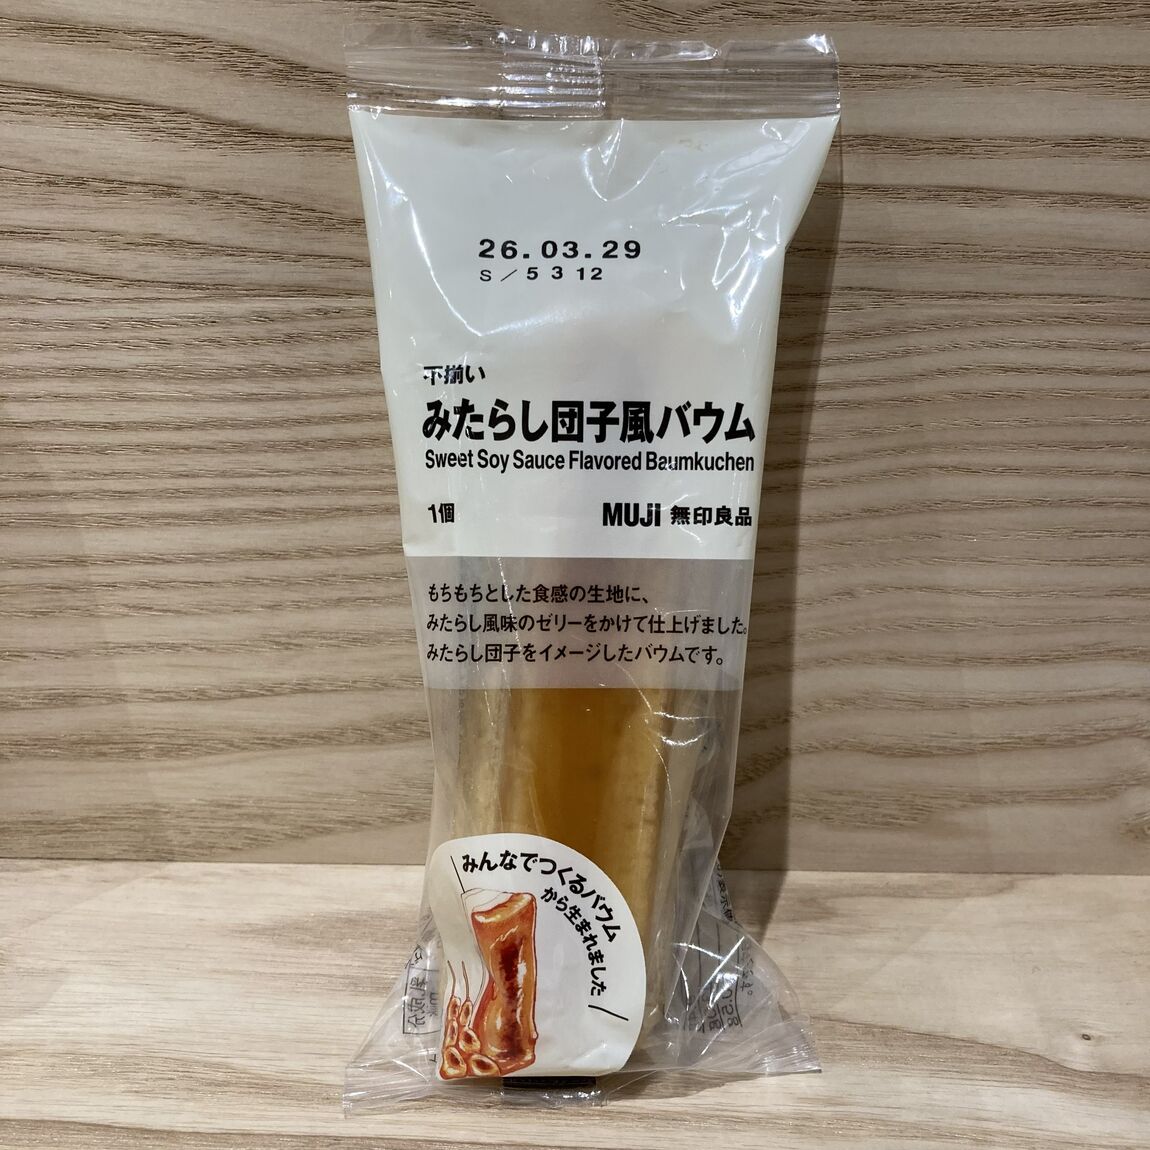 26.03.29
S/5 3 12
不揃い
みたらし団子風バウム
Sweet Soy Sauce Flavored Baumkuchen
1個
MUJI 無印良品
もちもちとした食感の生地に、
みたらし風味のゼリーをかけて仕上げました。
みたらし団子をイメージしたバウムです。
みんなでつくるバウム
から生まれました